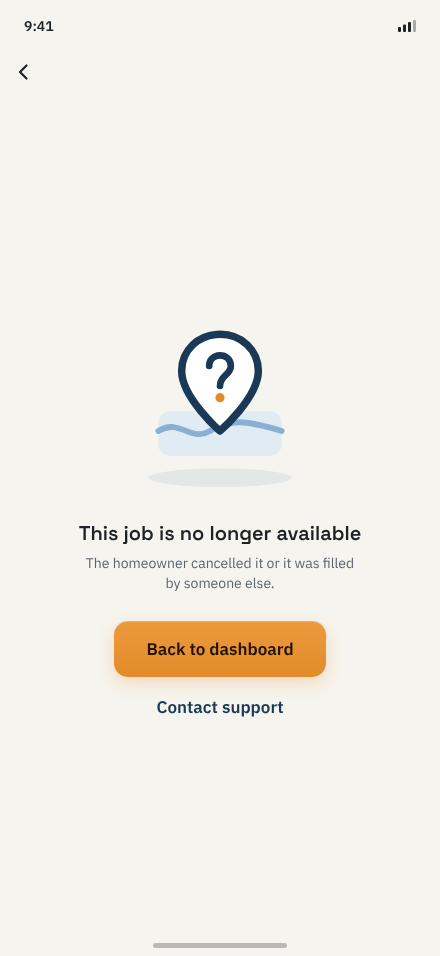 9:41
This job is no longer available
The homeowner cancelled it or it was filled
by someone else.
Back to dashboard
Contact support